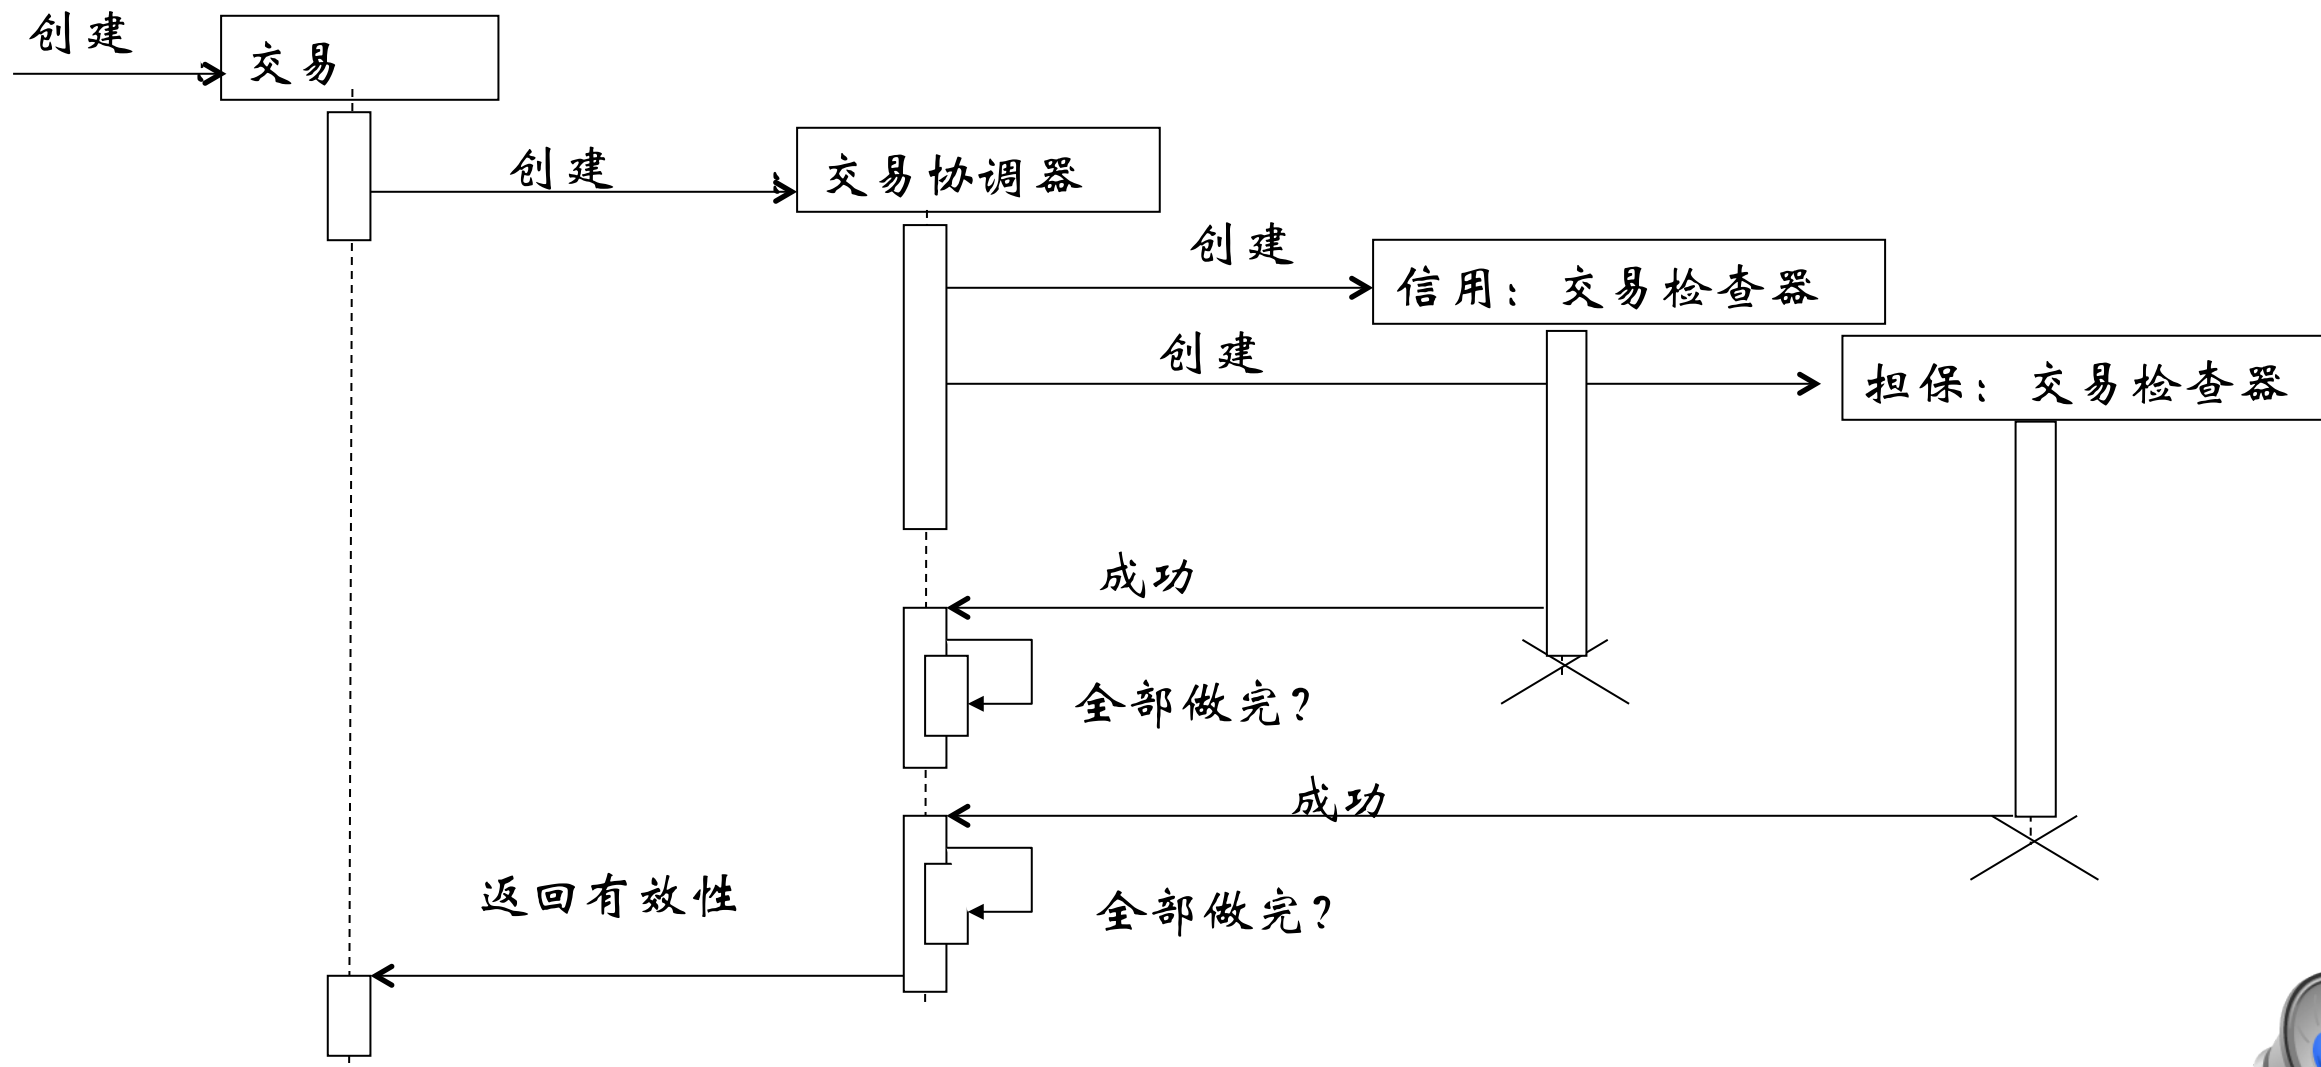 创建
交易
创建
交易协调器
创建
信用：交易检查器
创建
担保：交易检查器
成功
全部做完?
成功
返回有效性
全部做完?